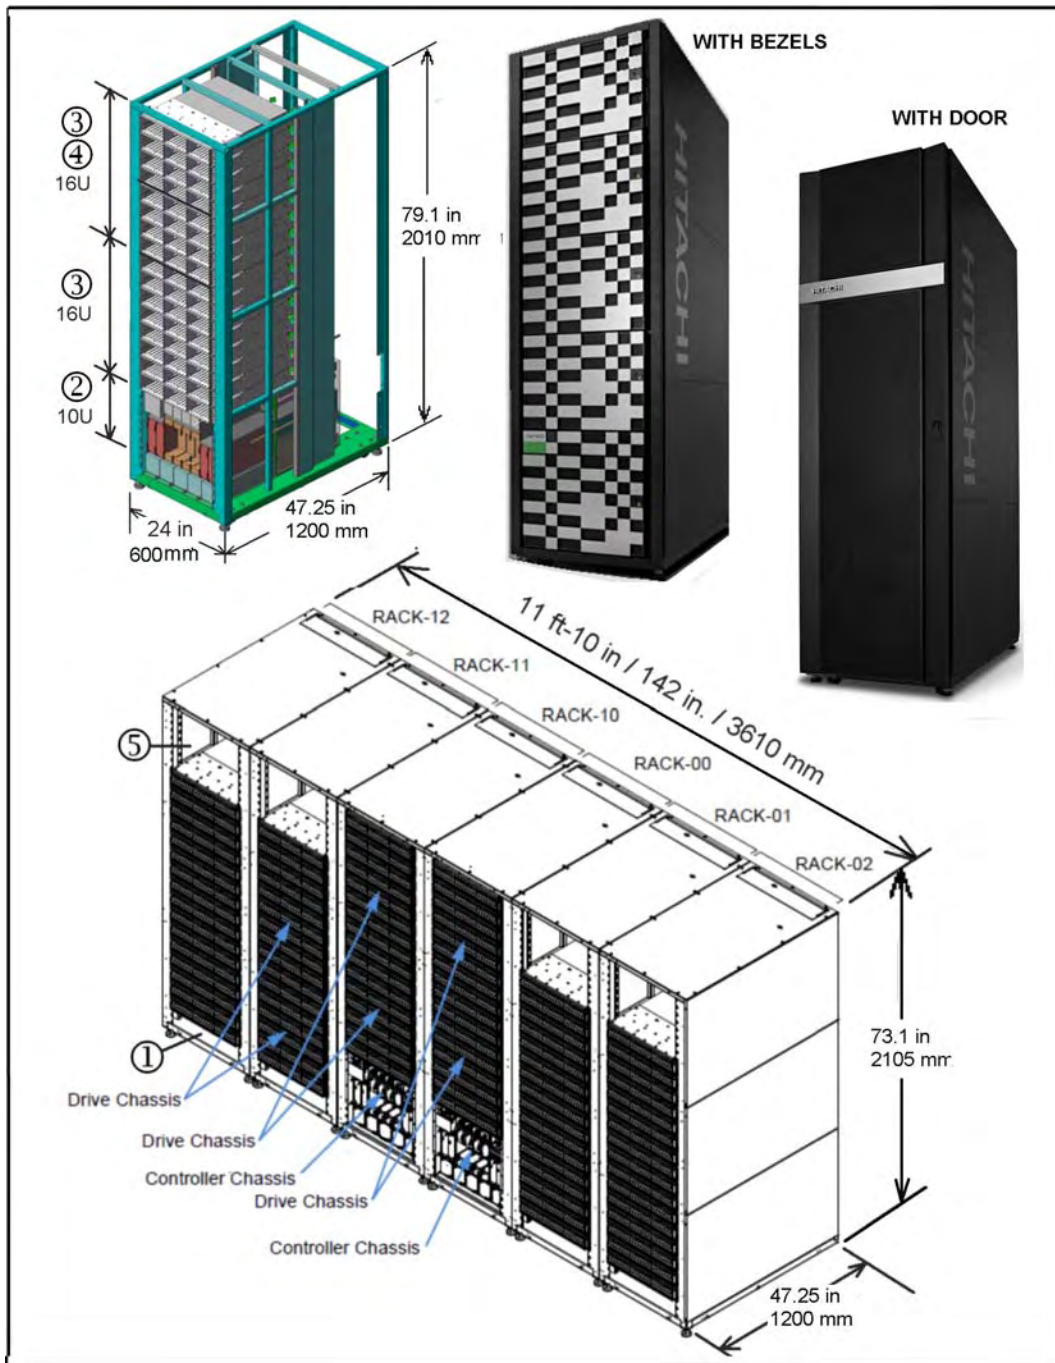 WITH BEZELS
HITACHI
WITH DOOR
HITACHI
HITACHI
③
④
16U
③
16U
②
10U
79.1 in
2010 mm
47.25 in
1200 mm
24 in
600mm
11 ft-10 in / 142 in. / 3610 mm
RACK-12
RACK-11
RACK-10
RACK-00
RACK-01
RACK-02
⑤
①
Drive Chassis
Drive Chassis
Controller Chassis
Drive Chassis
Controller Chassis
73.1 in
2105 mm
47.25 in
1200 mm